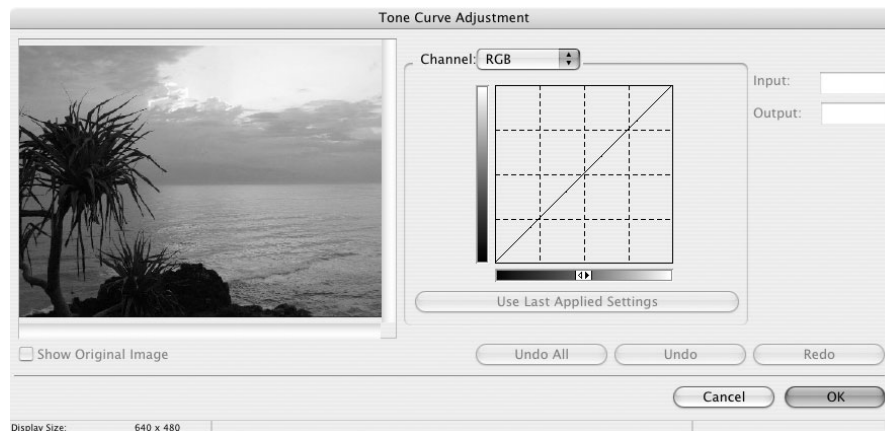 Tone Curve Adjustment
Channel: RGB
Input:
Output:
Use Last Applied Settings
Show Original Image
Undo All
Undo
Redo
Cancel
OK
Display Size: 640 x 480